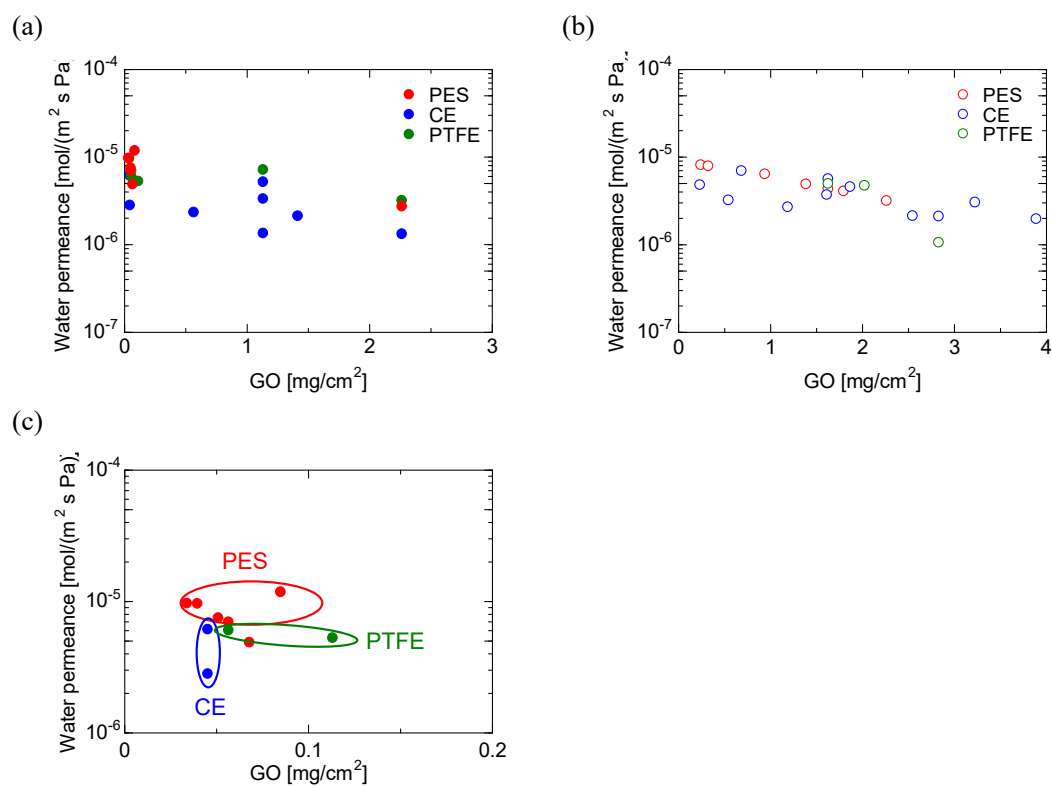 (a)
(b)
Water permeance [mol/(m² s Pa)
10⁻⁴
10⁻⁵
10⁻⁶
10⁻⁷
PES
CE
PTFE
0
1
2
3
GO [mg/cm²]
Water permeance [mol/(m² s Pa)
10⁻⁴
10⁻⁵
10⁻⁶
10⁻⁷
PES
CE
PTFE
0
1
2
3
4
GO [mg/cm²]
(c)
Water permeance [mol/(m² s Pa)
10⁻⁴
10⁻⁵
10⁻⁶
PES
PTFE
CE
0
0.1
0.2
GO [mg/cm²]